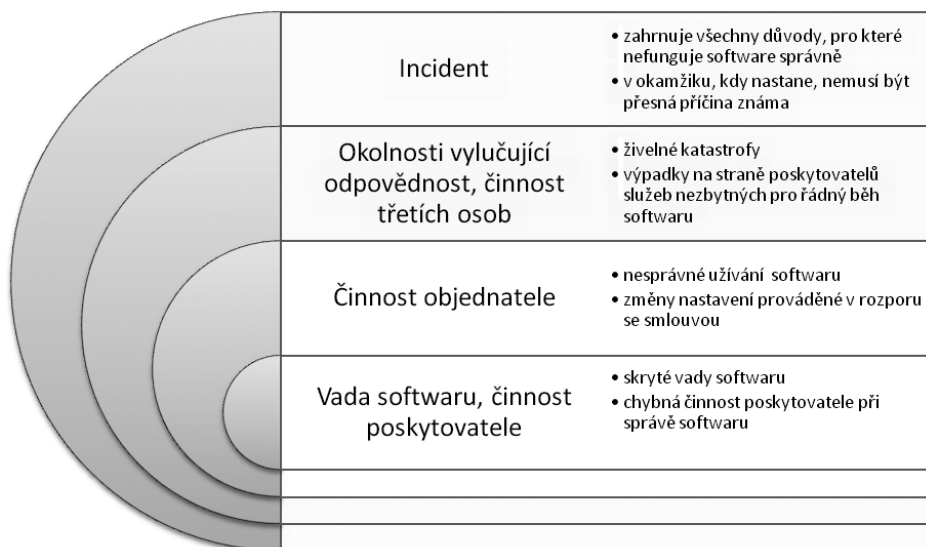 Incident
• zahrnuje všechny důvody, pro které
nefunguje software správně
• v okamžiku, kdy nastane, nemusí být
přesná příčina známa
Okolnosti vylučující
odpovědnost, činnost
třetích osob
• živelné katastrofy
• výpadky na straně poskytovatelů
služeb nezbytných pro řádný běh
softwaru
Činnost objednatele
• nesprávné užívání softwaru
• změny nastavení prováděné v rozporu
se smlouvou
Vada softwaru, činnost
poskytovatele
• skryté vady softwaru
• chybná činnost poskytovatele při
správě softwaru